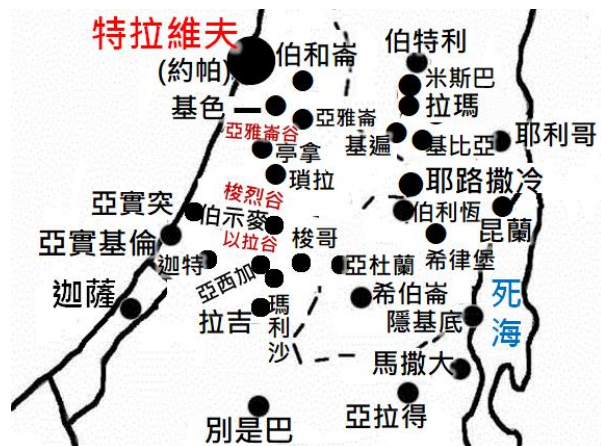 特拉維夫
(約帕)
伯和崙
伯特利
米斯巴
基色
拉瑪
亞雅崙
亞雅崙谷
基遍
基比亞
耶利哥
亭拿
瑣拉
耶路撒冷
梭烈谷
亞實突
伯示麥
伯利恆
昆蘭
以拉谷
亞實基倫
迦特
梭哥
亞杜蘭
希律堡
亞西加
迦薩
瑪利沙
希伯崙
死海
拉吉
隱基底
馬撒大
別是巴
亞拉得